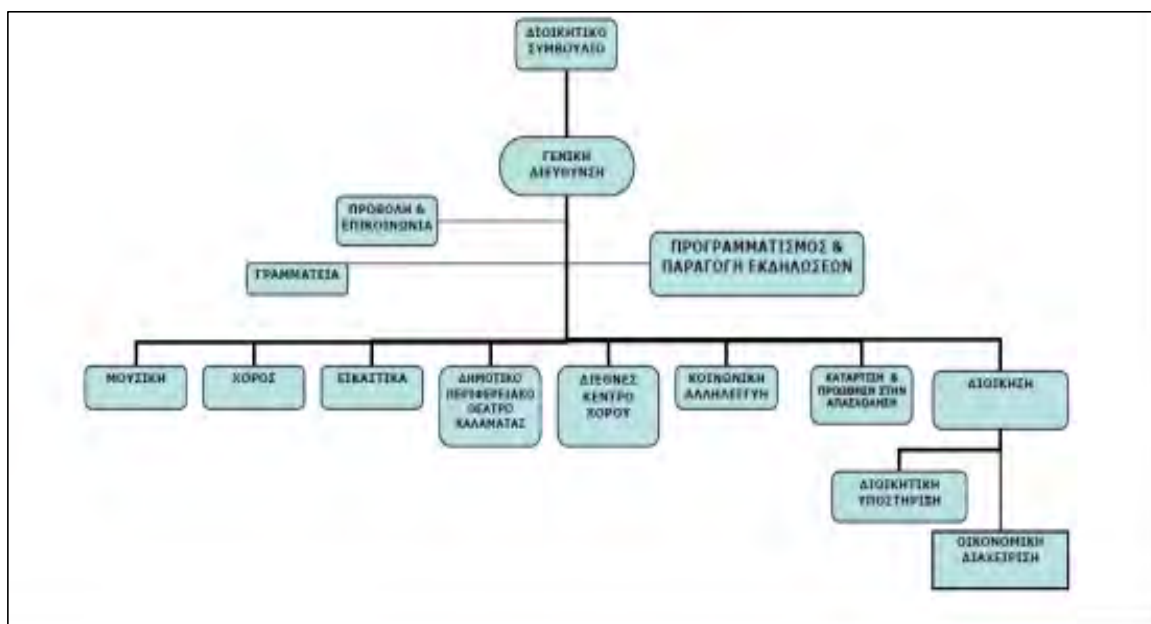 ΔΙΟΙΚΗΤΙΚΟ
ΣΥΜΒΟΥΛΙΟ
ΓΕΝΙΚΗ
ΔΙΕΥΘΥΝΣΗ
ΠΡΟΒΟΛΗ &
ΕΠΙΚΟΙΝΩΝΙΑ
ΠΡΟΓΡΑΜΜΑΤΙΣΜΟΣ &
ΠΑΡΑΓΩΓΗ ΕΚΔΗΛΩΣΕΩΝ
ΓΡΑΜΜΑΤΕΙΑ
ΜΟΥΣΙΚΗ
ΧΟΡΟΣ
ΕΙΚΑΣΤΙΚΑ
ΔΗΜΟΤΙΚΟ
ΠΕΡΙΦΕΡΕΙΑΚΟ
ΘΕΑΤΡΟ
ΚΑΛΑΜΑΤΑΣ
ΔΙΕΘΝΕΣ
ΚΕΝΤΡΟ
ΧΟΡΟΥ
ΚΟΙΝΩΝΙΚΗ
ΑΛΛΗΛΕΓΓΥΗ
ΚΑΤΑΡΤΙΣΗ &
ΠΡΟΩΘΗΣΗ ΣΤΗΝ
ΑΠΑΣΧΟΛΗΣΗ
ΔΙΟΙΚΗΣΗ
ΔΙΟΙΚΗΤΙΚΗ
ΥΠΟΣΤΗΡΙΞΗ
ΟΙΚΟΝΟΜΙΚΗ
ΔΙΑΧΕΙΡΙΣΗ